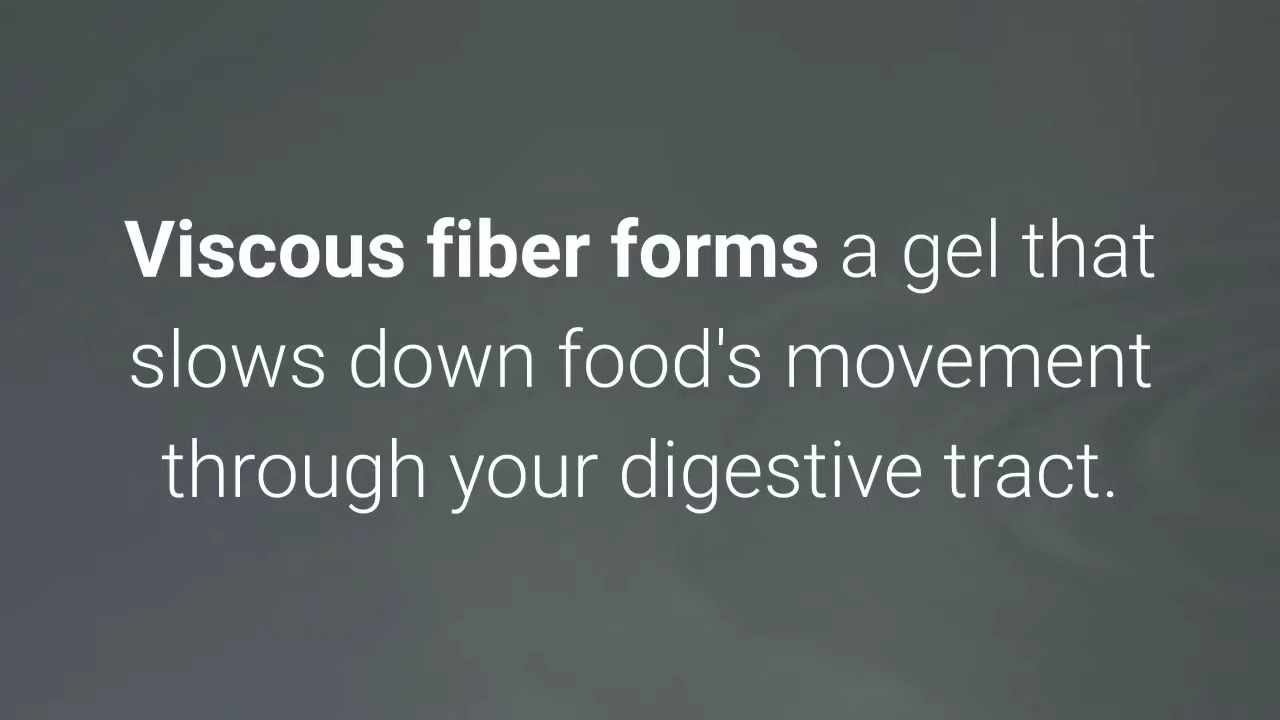 Viscous fiber forms a gel that
slows down food's movement
through your digestive tract.